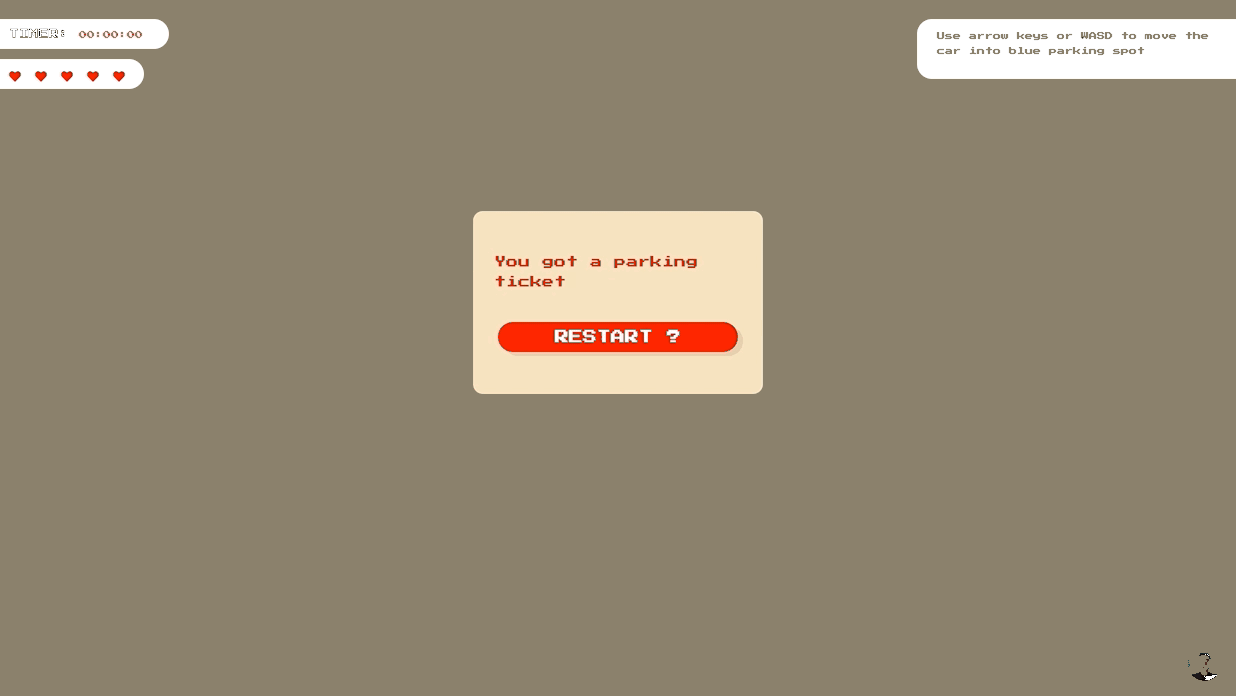 TIMER: 00:00:00
Use arrow keys or WASD to move the
car into blue parking spot
You got a parking
ticket
RESTART ?
?